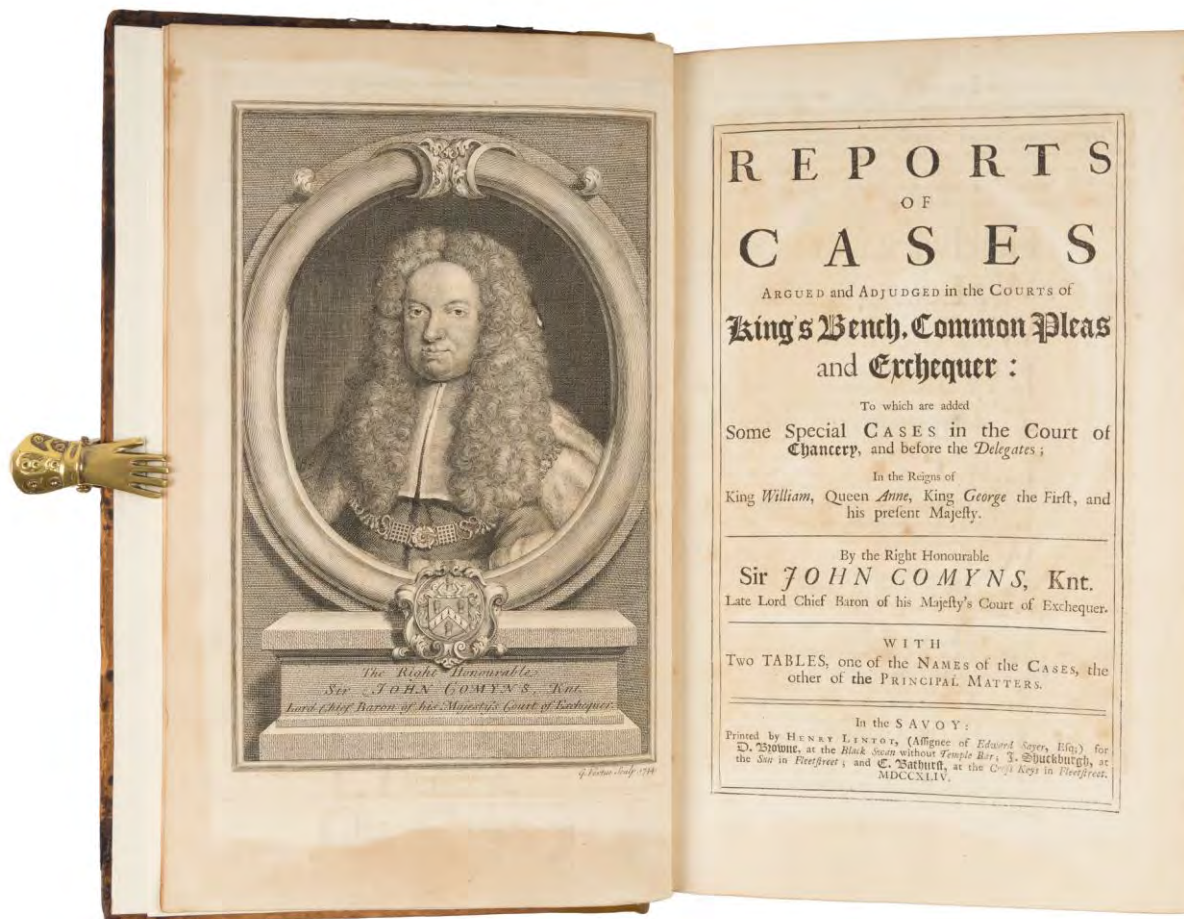 The Right Honourable
Sir JOHN COMYNS, Knt.
Lord Chief Baron of his Majesty's Court of Exchequer.
G. Vertue Sculp. 1744
REPORTS
OF
CASES
ARGUED and ADJUDGED in the COURTS of
King's Bench, Common Pleas
and Exchequer:
To which are added
Some Special CASES in the Court of
Chancery, and before the Delegates;
In the Reigns of
King William, Queen Anne, King George the Firſt, and
his preſent Majeſty.
By the Right Honourable
Sir JOHN COMYNS, Knt.
Late Lord Chief Baron of his Majeſty's Court of Exchequer.
WITH
Two TABLES, one of the NAMES of the CASES, the
other of the PRINCIPAL MATTERS.
In the SAVOY:
Printed by HENRY LINTOT, (Aſſignee of Edward Sayer, Eſq;) for
D. Browne, at the Black Swan without Temple Bar; J. Shuckburgh, at
the Sun in Fleetſtreet; and C. Bathurſt, at the Croſs Keys in Fleetſtreet.
MDCCXLIV.